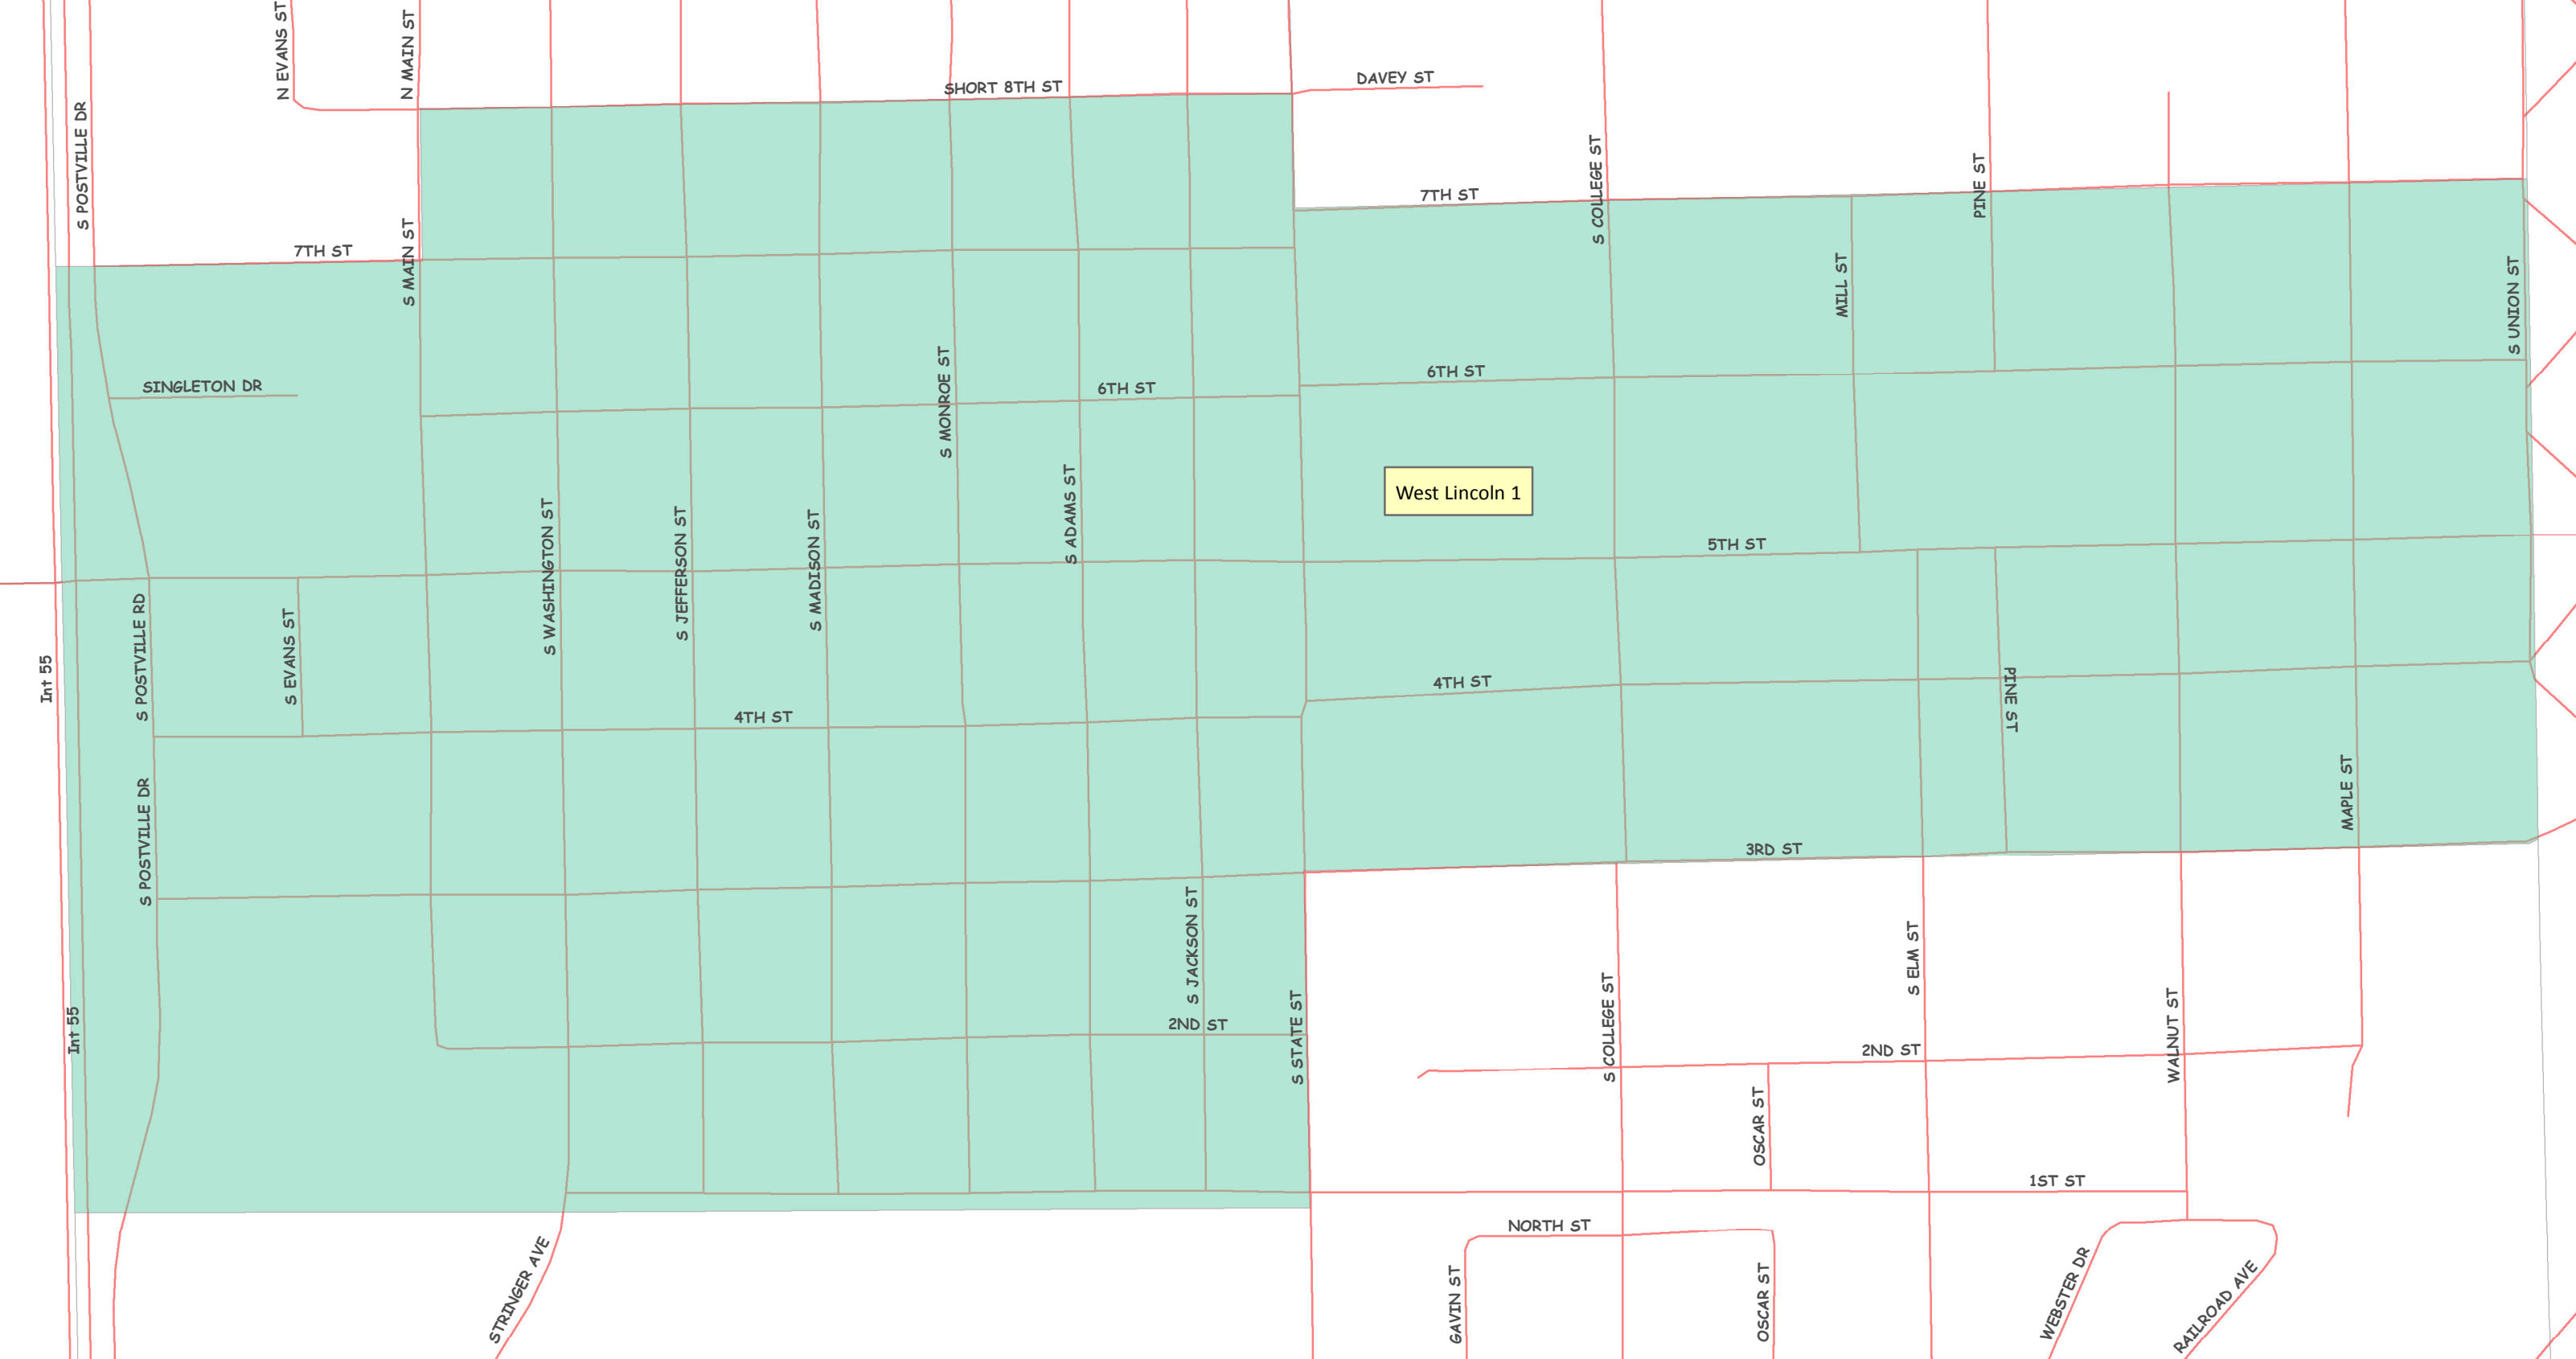 N EVANS ST
N MAIN ST
SHORT 8TH ST
DAVEY ST
S POSTVILLE DR
S COLLEGE ST
7TH ST
PINE ST
7TH ST
S MAIN ST
MILL ST
S UNION ST
SINGLETON DR
S MONROE ST
6TH ST
6TH ST
West Lincoln 1
S ADAMS ST
S WASHINGTON ST
S JEFFERSON ST
S MADISON ST
5TH ST
S POSTVILLE RD
S EVANS ST
Int 55
4TH ST
4TH ST
PINE ST
S POSTVILLE DR
MAPLE ST
3RD ST
S JACKSON ST
S ELM ST
Int 55
2ND ST
S STATE ST
S COLLEGE ST
2ND ST
WALNUT ST
OSCAR ST
1ST ST
NORTH ST
STRINGER AVE
GAVIN ST
OSCAR ST
WEBSTER DR
RAILROAD AVE